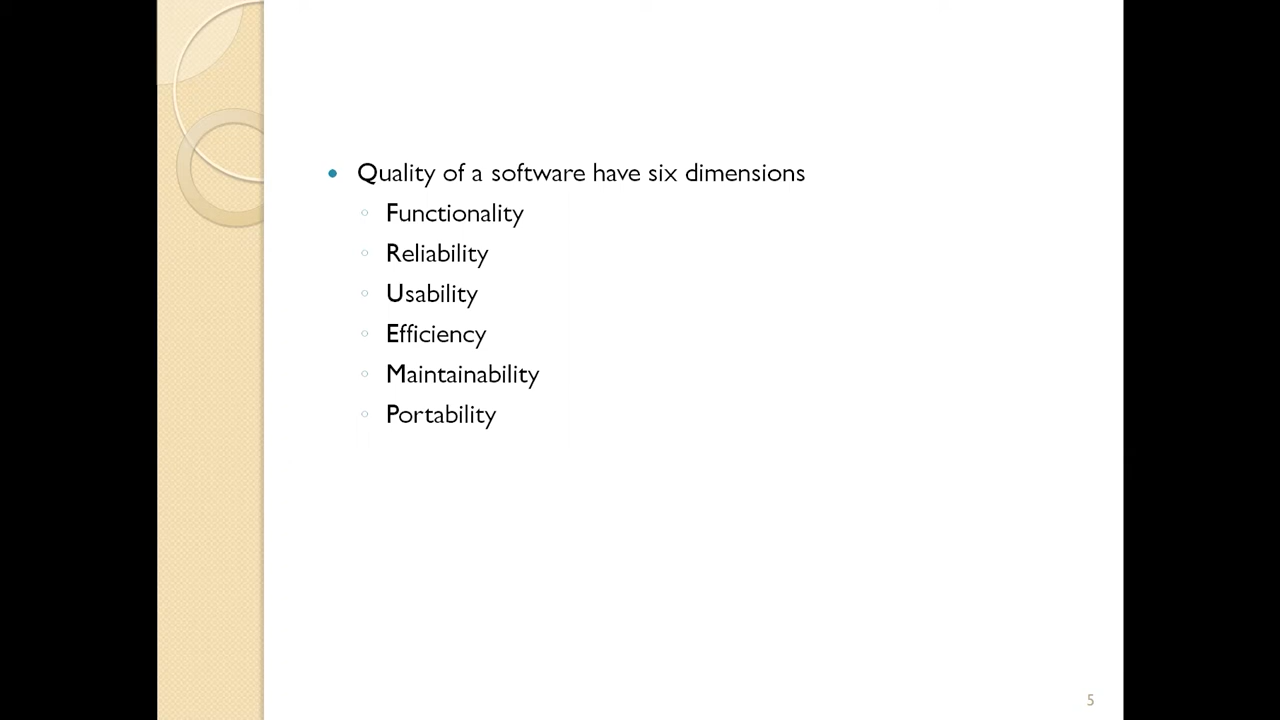 Quality of a software have six dimensions
Functionality
Reliability
Usability
Efficiency
Maintainability
Portability
5